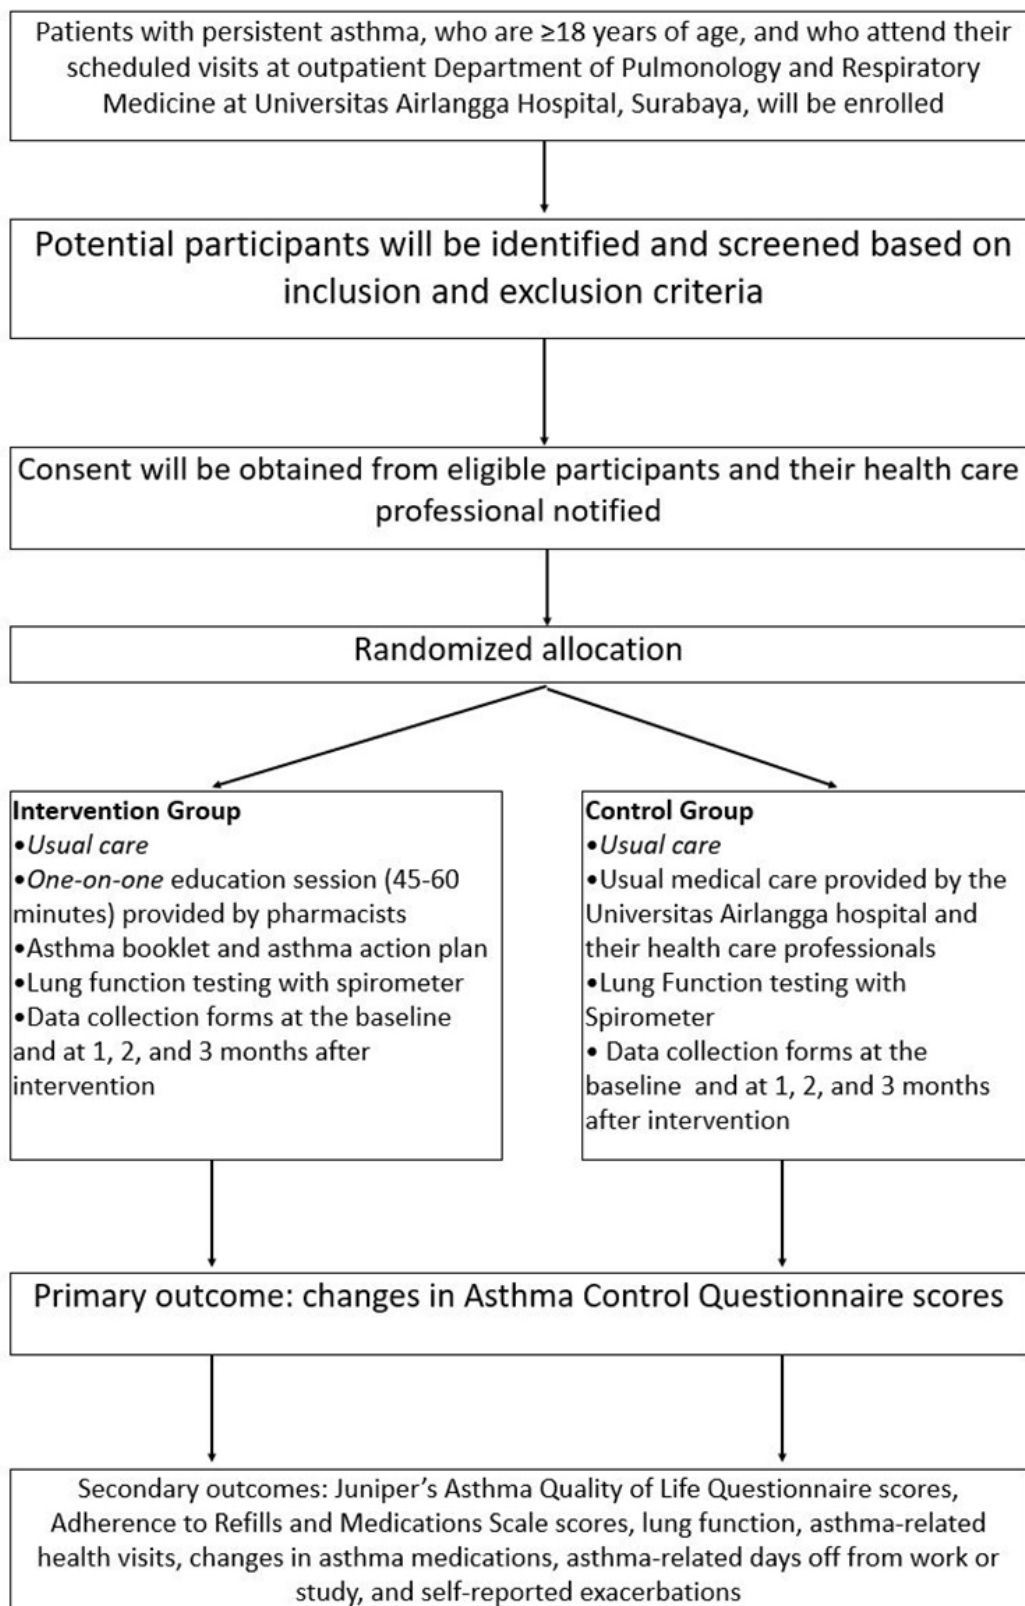 Patients with persistent asthma, who are ≥18 years of age, and who attend their
scheduled visits at outpatient Department of Pulmonology and Respiratory
Medicine at Universitas Airlangga Hospital, Surabaya, will be enrolled
Potential participants will be identified and screened based on
inclusion and exclusion criteria
Consent will be obtained from eligible participants and their health care
professional notified
Randomized allocation
Intervention Group
•Usual care
•One-on-one education session (45-60
minutes) provided by pharmacists
•Asthma booklet and asthma action plan
•Lung function testing with spirometer
•Data collection forms at the baseline
and at 1, 2, and 3 months after
intervention
Control Group
•Usual care
•Usual medical care provided by the
Universitas Airlangga hospital and
their health care professionals
•Lung Function testing with
Spirometer
• Data collection forms at the
baseline and at 1, 2, and 3 months
after intervention
Primary outcome: changes in Asthma Control Questionnaire scores
Secondary outcomes: Juniper’s Asthma Quality of Life Questionnaire scores,
Adherence to Refills and Medications Scale scores, lung function, asthma-related
health visits, changes in asthma medications, asthma-related days off from work or
study, and self-reported exacerbations